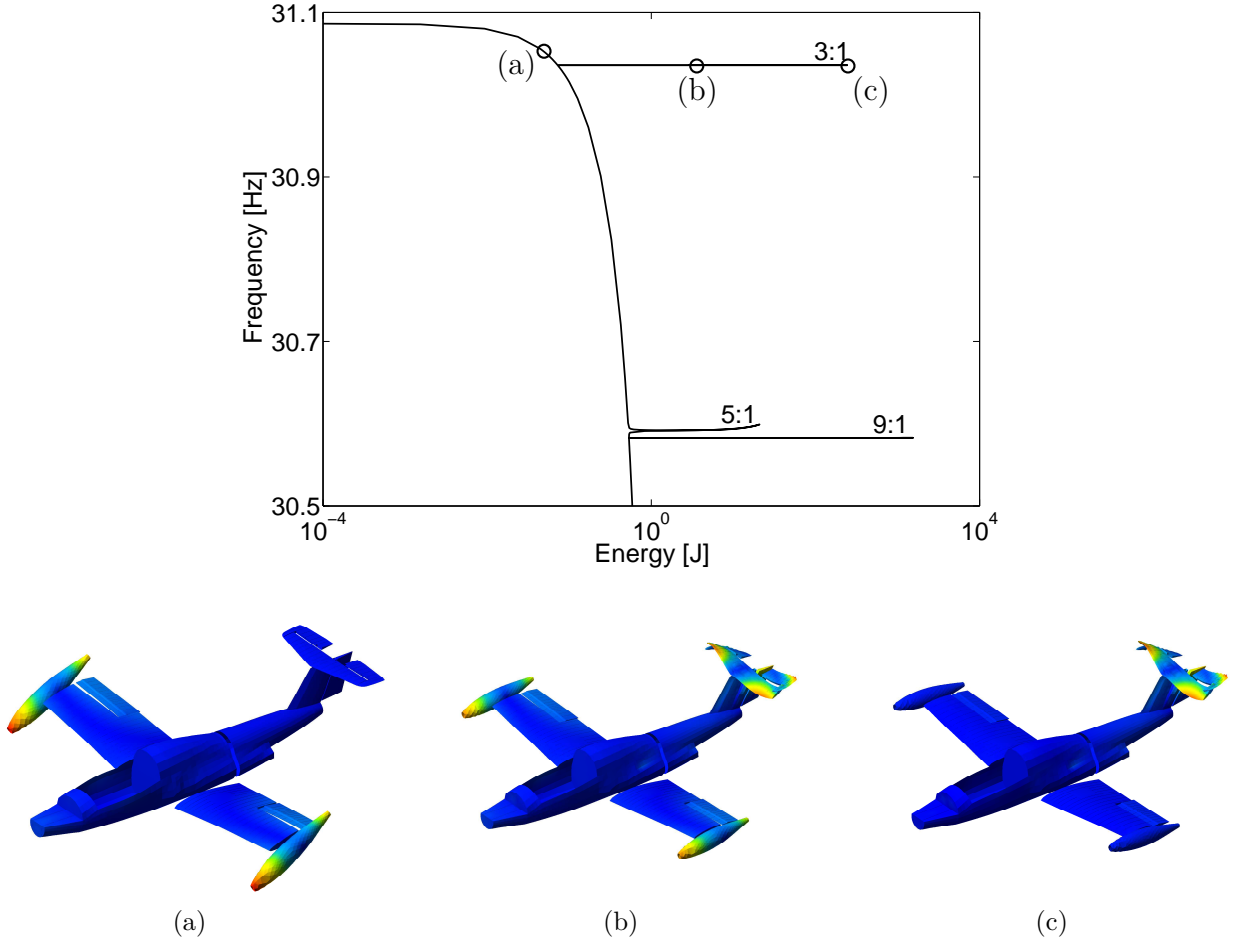 31.1
3:1
(a)
(b)
(c)
30.9
Frequency [Hz]
30.7
5:1
9:1
30.5
10−4
100
104
Energy [J]
(a)
(b)
(c)